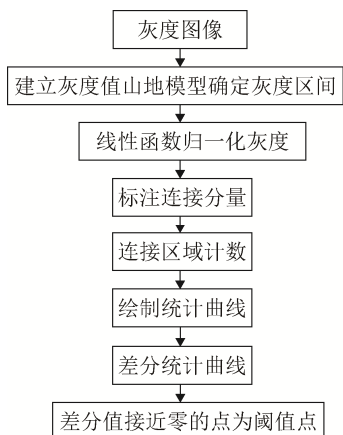 灰度图像
建立灰度值山地模型确定灰度区间
线性函数归一化灰度
标注连接分量
连接区域计数
绘制统计曲线
差分统计曲线
差分值接近零的点为阈值点